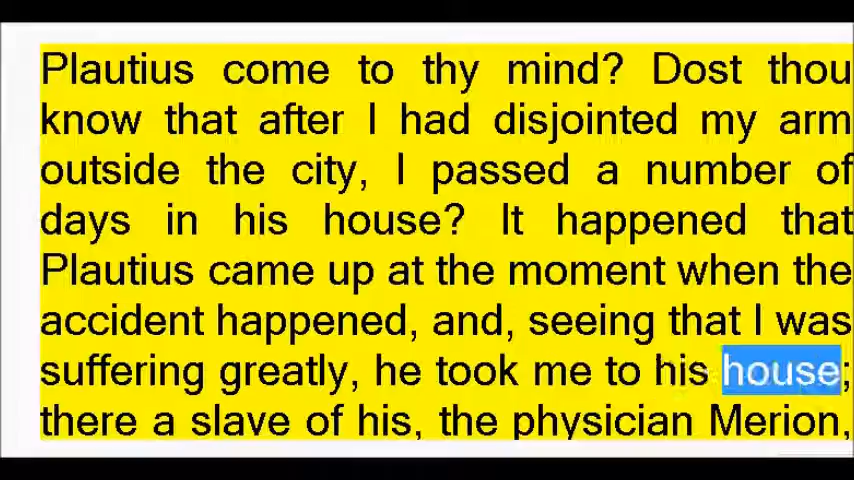 Plautius come to thy mind? Dost thou
know that after I had disjointed my arm
outside the city, I passed a number of
days in his house? It happened that
Plautius came up at the moment when the
accident happened, and, seeing that I was
suffering greatly, he took me to his house;
there a slave of his, the physician Merion,